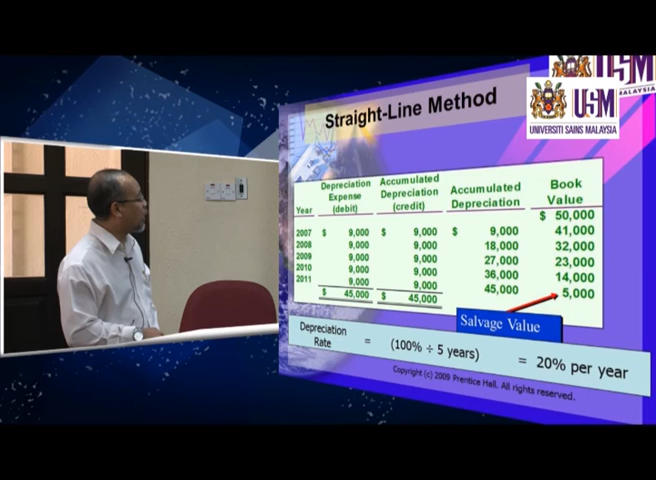 USM
MALAYSIA
USM
UNIVERSITI SAINS MALAYSIA
Straight-Line Method
Year Depreciation Expense (debit) Accumulated Depreciation (credit) Accumulated Depreciation Book Value
$ 50,000
2007 $ 9,000 $ 9,000 $ 9,000 41,000
2008 9,000 9,000 18,000 32,000
2009 9,000 9,000 27,000 23,000
2010 9,000 9,000 36,000 14,000
2011 9,000 9,000 45,000 5,000
$ 45,000 $ 45,000
Salvage Value
Depreciation Rate = (100% ÷ 5 years) = 20% per year
Copyright (c) 2009 Prentice Hall. All rights reserved.